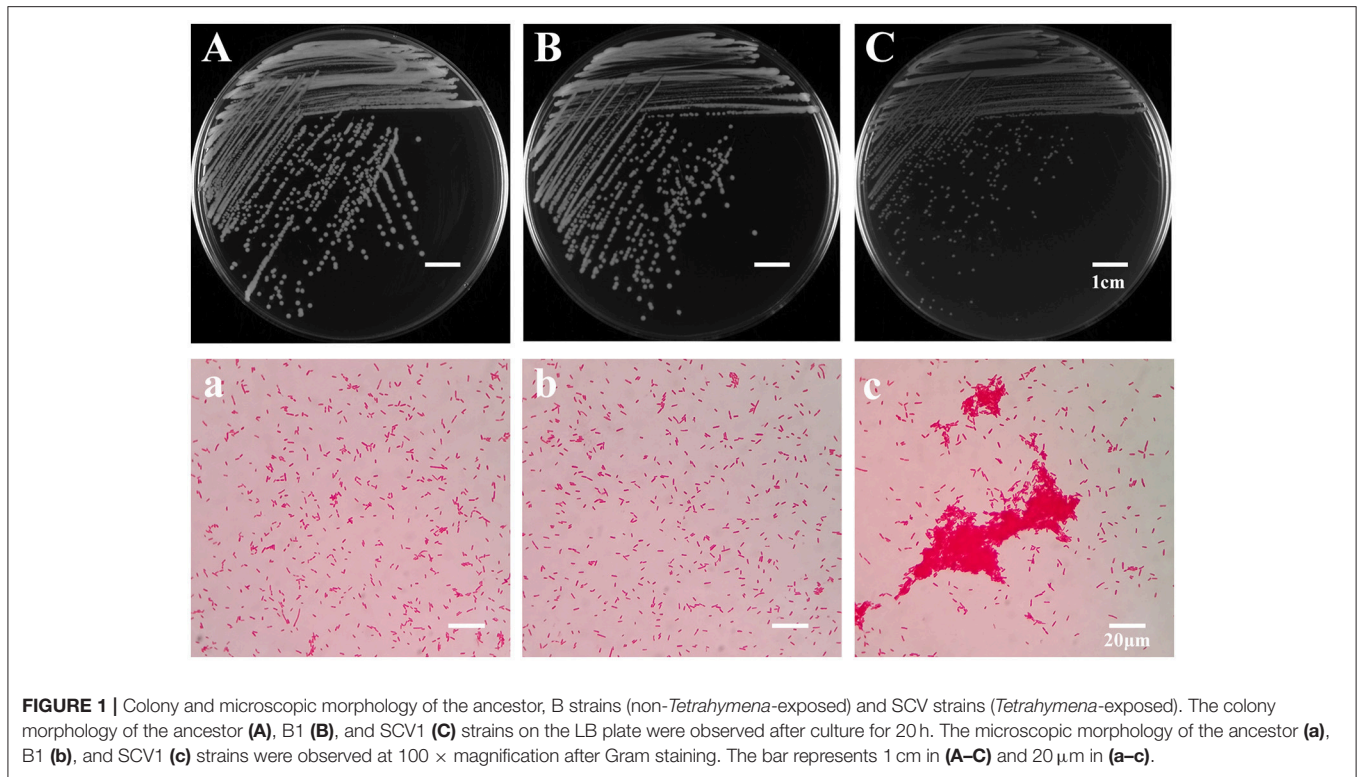 A
B
C
1cm
a
b
c
20µm
FIGURE 1 | Colony and microscopic morphology of the ancestor, B strains (non-Tetrahymena-exposed) and SCV strains (Tetrahymena-exposed). The colony
morphology of the ancestor (A), B1 (B), and SCV1 (C) strains on the LB plate were observed after culture for 20 h. The microscopic morphology of the ancestor (a),
B1 (b), and SCV1 (c) strains were observed at 100 × magnification after Gram staining. The bar represents 1 cm in (A–C) and 20 µm in (a–c).